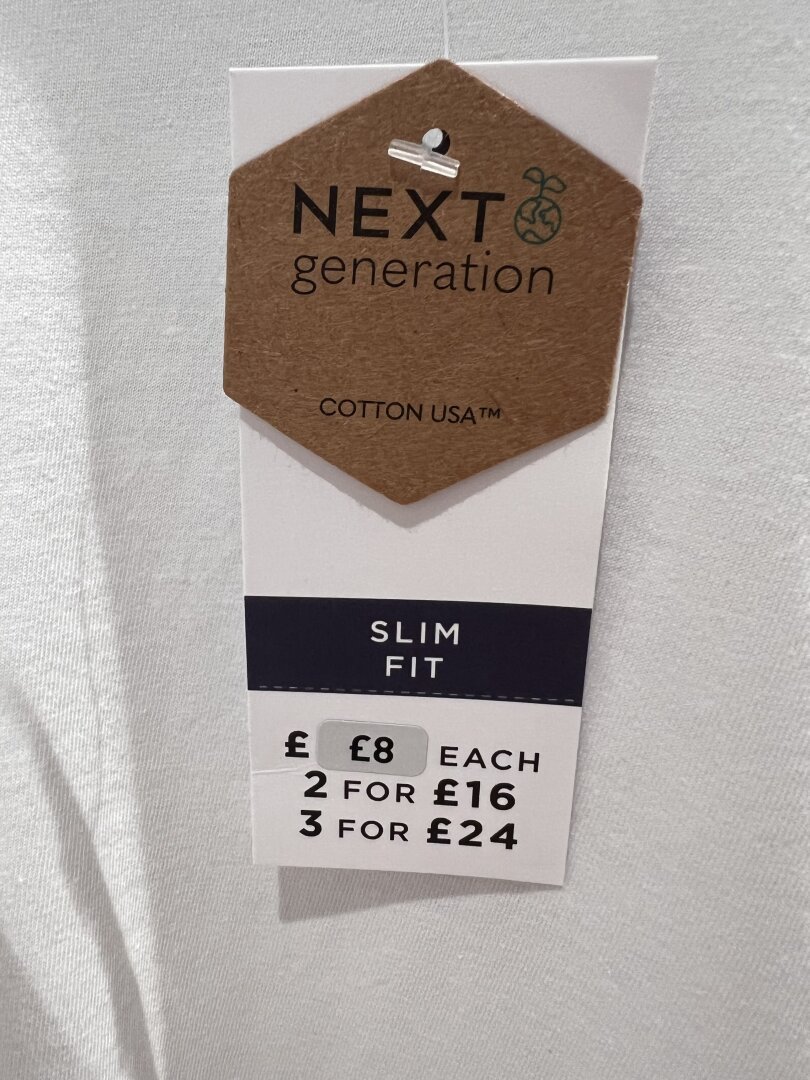 NEXT
generation
COTTON USA™
SLIM
FIT
£ £8 EACH
2 FOR £16
3 FOR £24